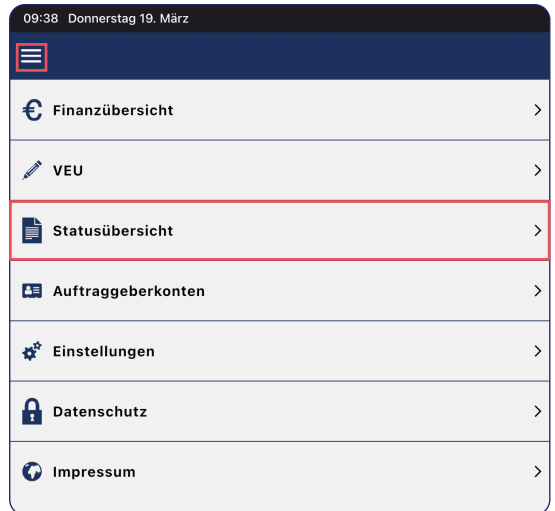 09:38 Donnerstag 19. März
Finanzübersicht
VEU
Statusübersicht
Auftraggeberkonten
Einstellungen
Datenschutz
Impressum